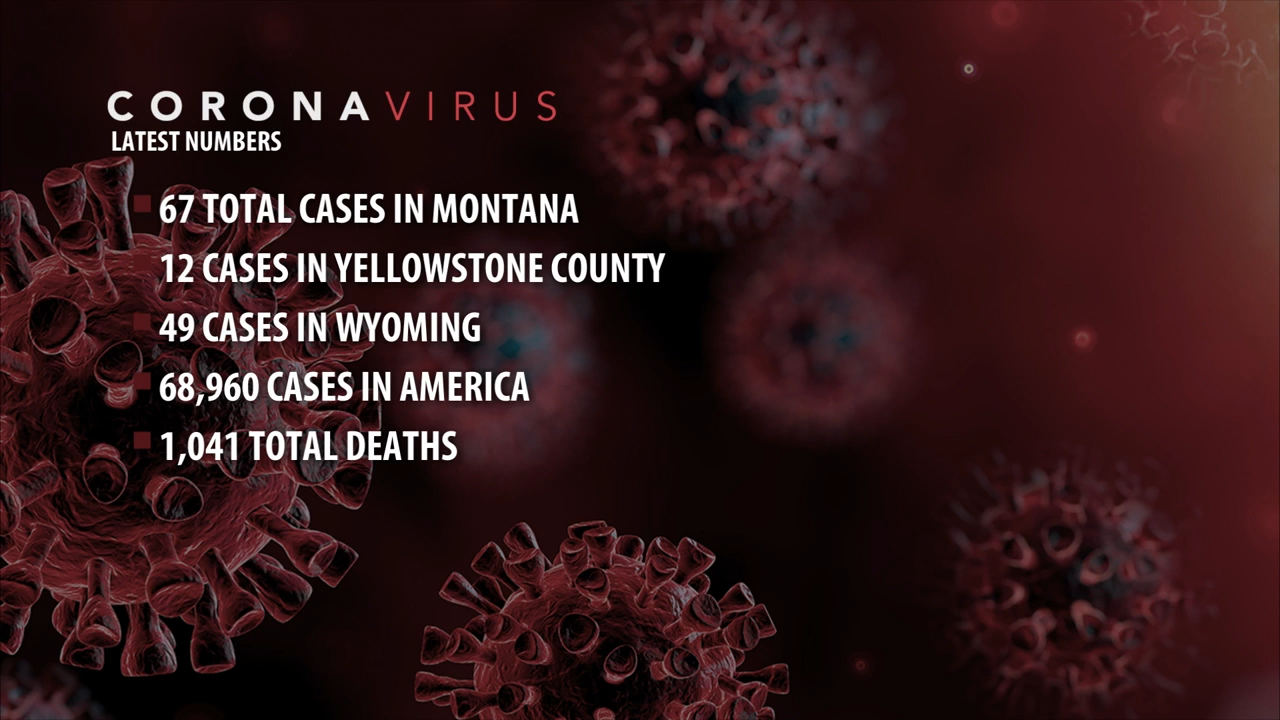 CORONAVIRUS
LATEST NUMBERS
67 TOTAL CASES IN MONTANA
12 CASES IN YELLOWSTONE COUNTY
49 CASES IN WYOMING
68,960 CASES IN AMERICA
1,041 TOTAL DEATHS